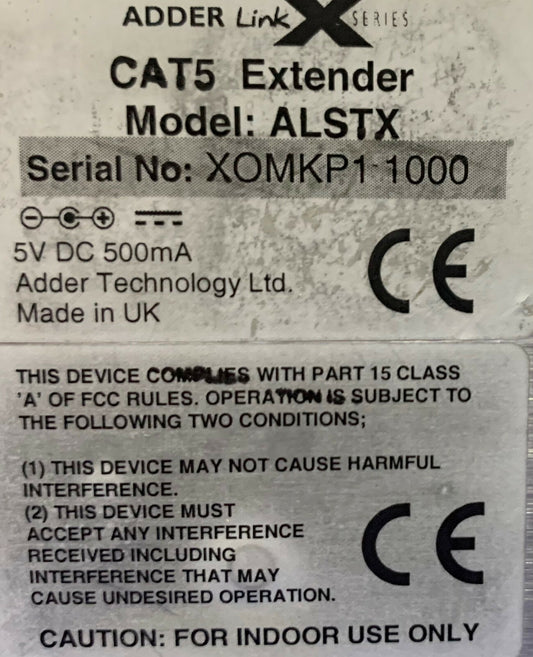 ADDER Link X SERIES
CAT5 Extender
Model: ALSTX
Serial No: XOMKP1-1000
5V DC 500mA
Adder Technology Ltd.
Made in UK
CE
THIS DEVICE COMPLIES WITH PART 15 CLASS
'A' OF FCC RULES. OPERATION IS SUBJECT TO
THE FOLLOWING TWO CONDITIONS;
(1) THIS DEVICE MAY NOT CAUSE HARMFUL
INTERFERENCE.
(2) THIS DEVICE MUST
ACCEPT ANY INTERFERENCE
RECEIVED INCLUDING
INTERFERENCE THAT MAY
CAUSE UNDESIRED OPERATION.
CE
CAUTION: FOR INDOOR USE ONLY